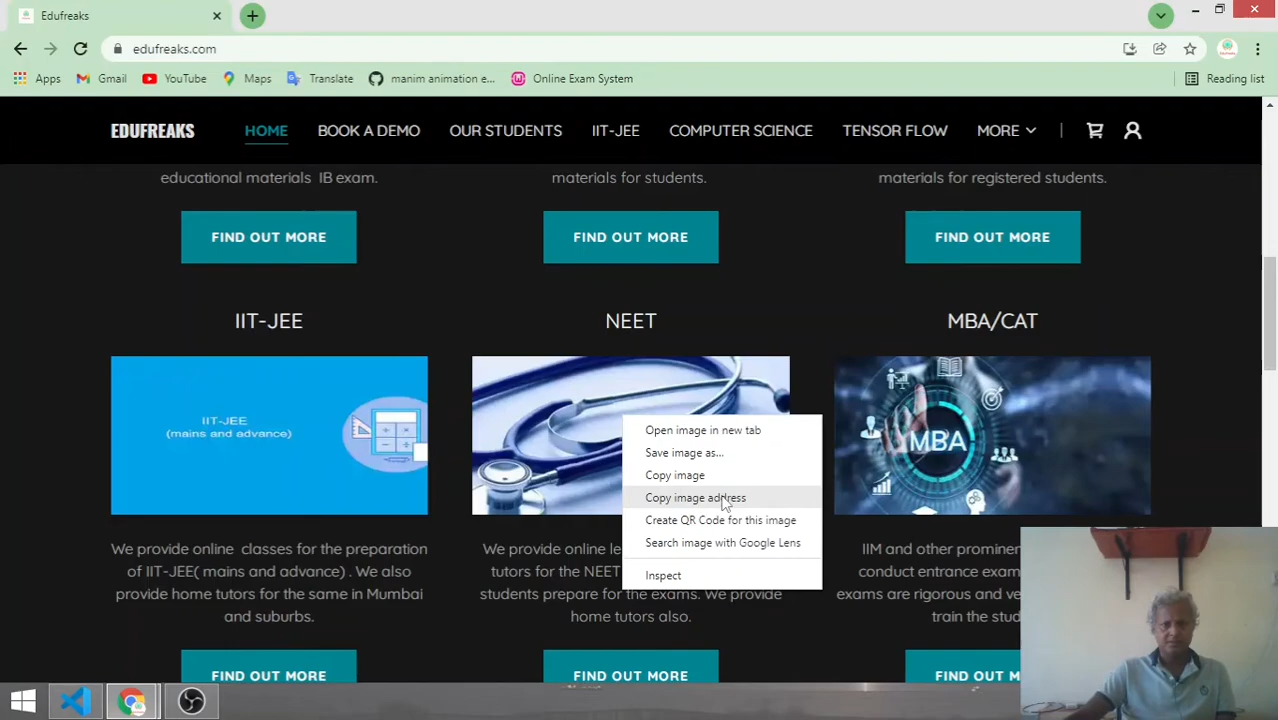 Edufreaks
edufreaks.com
Apps
Gmail
YouTube
Maps
Translate
manim animation e...
Online Exam System
Reading list
EDUFREAKS
HOME
BOOK A DEMO
OUR STUDENTS
IIT-JEE
COMPUTER SCIENCE
TENSOR FLOW
MORE
educational materials IB exam.
materials for students.
materials for registered students.
FIND OUT MORE
FIND OUT MORE
FIND OUT MORE
IIT-JEE
NEET
MBA/CAT
IIT-JEE
(mains and advance)
MBA
Open image in new tab
Save image as...
Copy image
Copy image address
Create QR Code for this image
Search image with Google Lens
Inspect
We provide online classes for the preparation
of IIT-JEE( mains and advance) . We also
provide home tutors for the same in Mumbai
and suburbs.
We provide online
tutors for the NEET
students prepare for the exams. We provide
home tutors also.
IIM and other prominen
conduct entrance exam
exams are rigorous and ve
train the stud
FIND OUT MORE
FIND OUT MORE
FIND OUT M